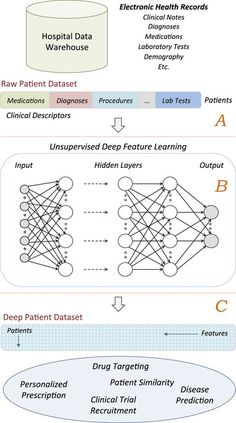 Electronic Health Records
Clinical Notes
Diagnoses
Medications
Laboratory Tests
Demography
Etc.
Hospital Data
Warehouse
Raw Patient Dataset
Medications Diagnoses Procedures ... Lab Tests Patients
Clinical Descriptors
A
Unsupervised Deep Feature Learning
Input Hidden Layers Output
B
C
Deep Patient Dataset
Patients Features
Drug Targeting
Personalized
Prescription
Patient Similarity
Clinical Trial
Recruitment
Disease
Prediction